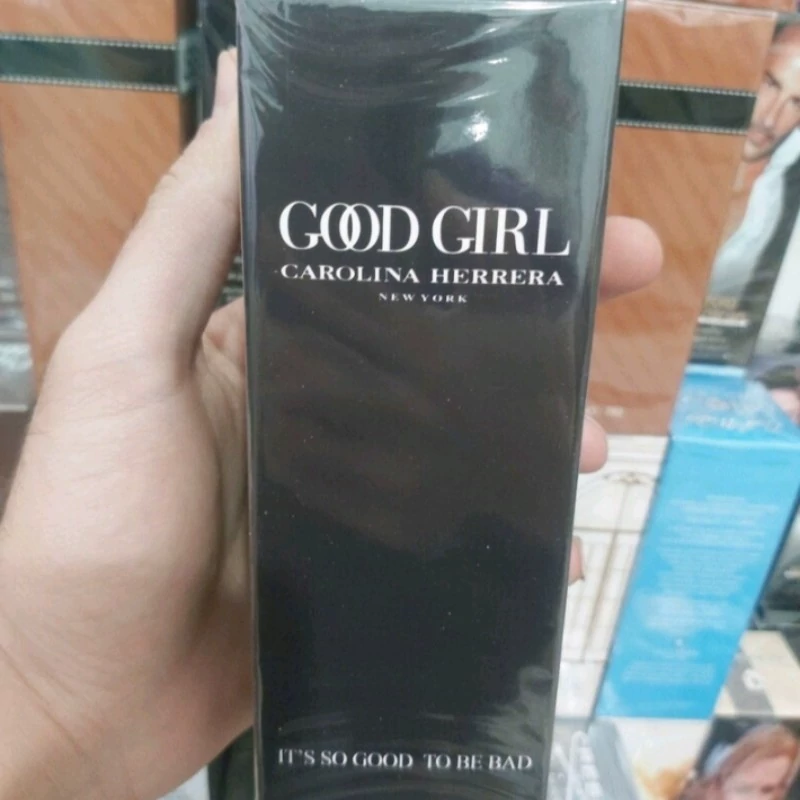 GOOD GIRL
CAROLINA HERRERA
NEW YORK
IT'S SO GOOD TO BE BAD